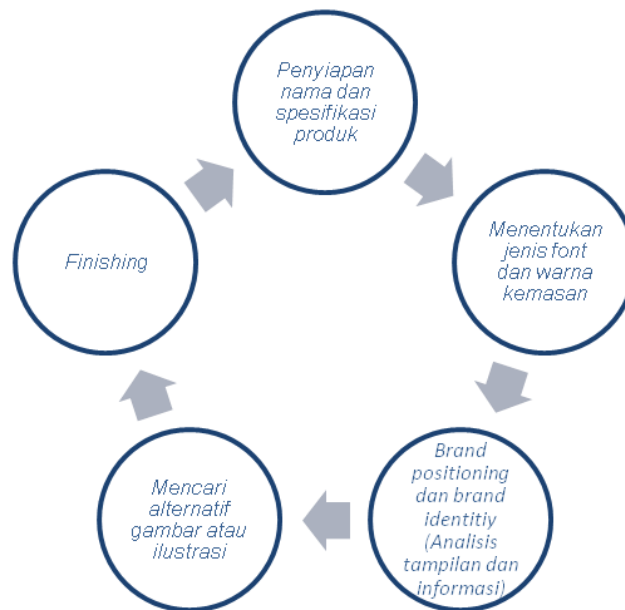 Penyiapan
nama dan
spesifikasi
produk
Menentukan
jenis font
dan warna
kemasan
Brand
positioning
dan brand
identitiy
(Analisis
tampilan dan
informasi)
Mencari
alternatif
gambar atau
ilustrasi
Finishing